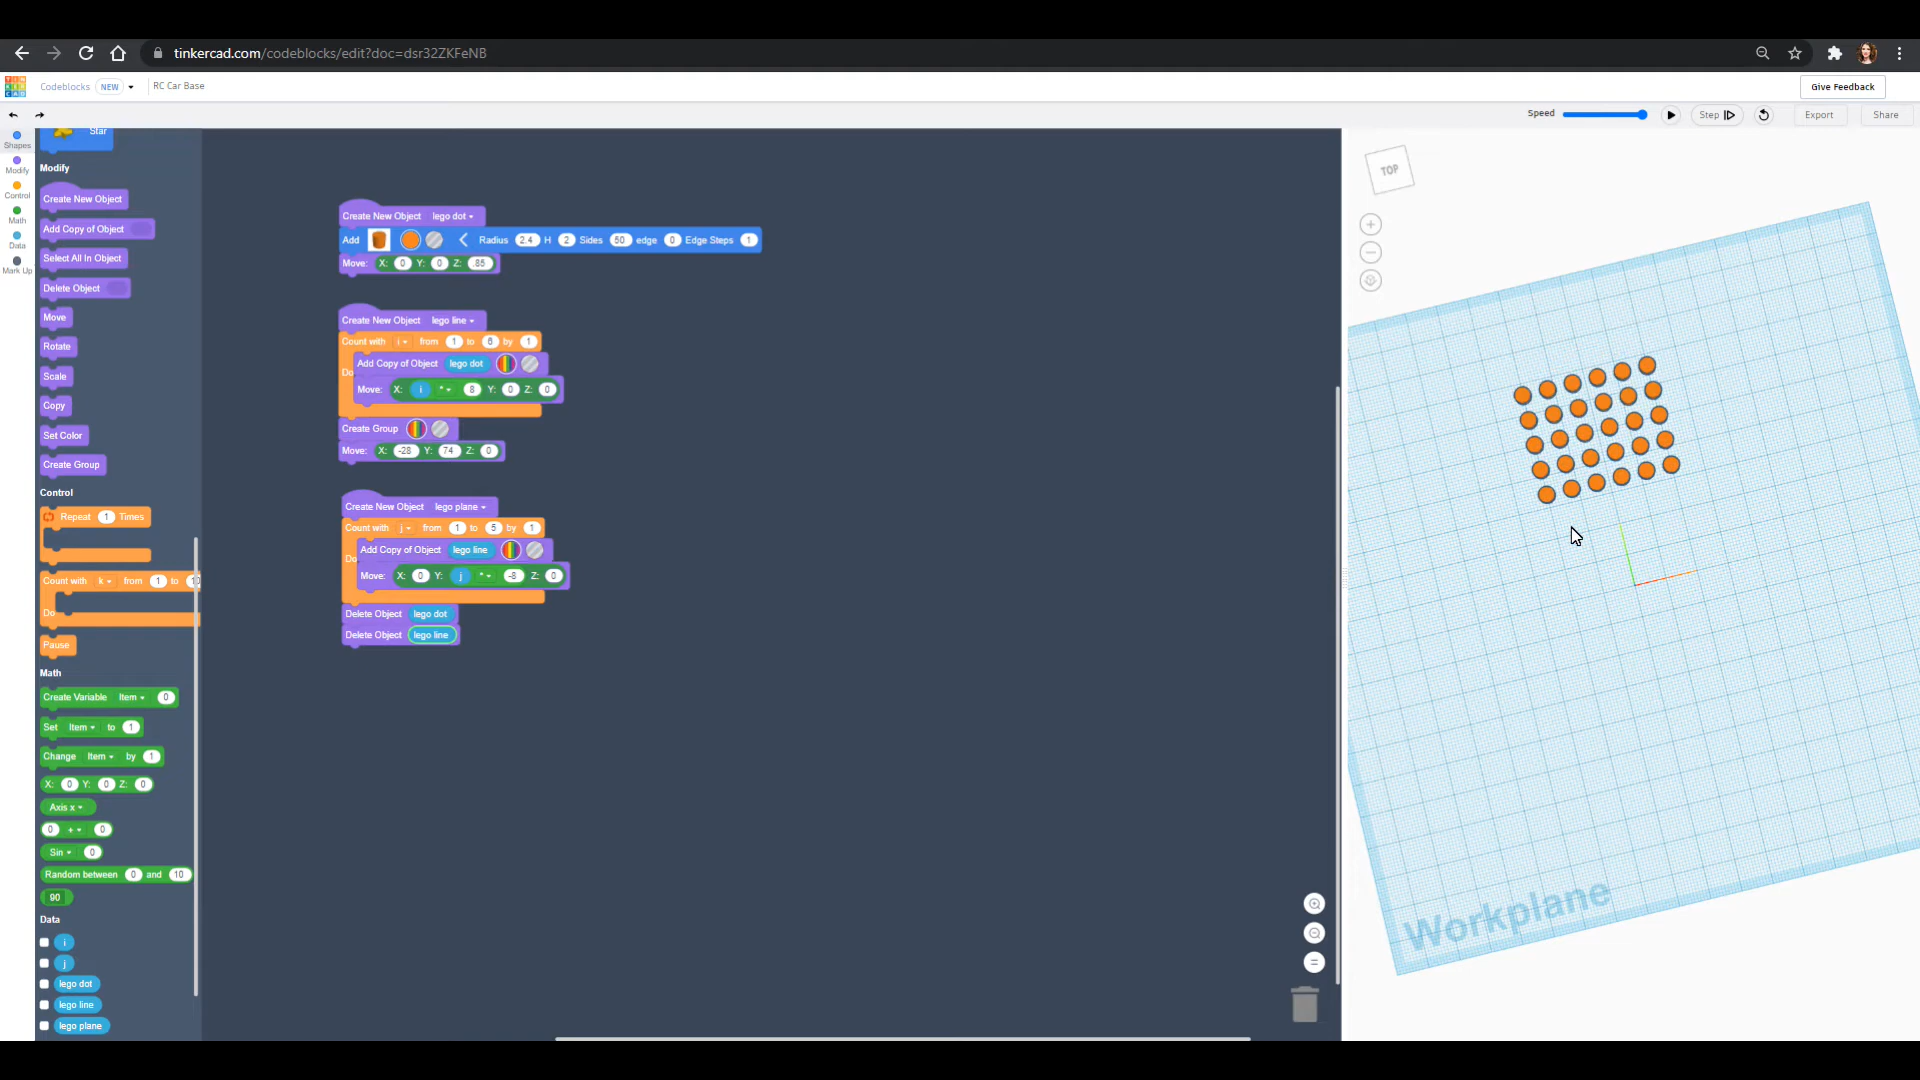 tinkercad.com/codeblocks/edit?doc=dsr32ZKFeNB
Codeblocks NEW RC Car Base Give Feedback
Speed Step Export Share
Shapes
Modify
Control
Math
Data
Mark Up
Star
Modify
Create New Object
Add Copy of Object
Select All In Object
Delete Object
Move
Rotate
Scale
Copy
Set Color
Create Group
Control
Repeat 1 Times
Count with k from 1 to 10
Do
Pause
Math
Create Variable Item 0
Set Item to 1
Change Item by 1
X: 0 Y: 0 Z: 0
Axis x
0 + 0
Sin 0
Random between 0 and 10
90
Data
i
j
lego dot
lego line
lego plane
Create New Object lego dot
Add Radius 2.4 H 2 Sides 50 edge 0 Edge Steps 1
Move: X: 0 Y: 0 Z: .85
Create New Object lego line
Count with i from 1 to 6 by 1
Do
Add Copy of Object lego dot
Move: X: i * 8 Y: 0 Z: 0
Create Group
Move: X: -28 Y: 74 Z: 0
Create New Object lego plane
Count with j from 1 to 5 by 1
Do
Add Copy of Object lego line
Move: X: 0 Y: j * -8 Z: 0
Delete Object lego dot
Delete Object lego line
TOP
Workplane